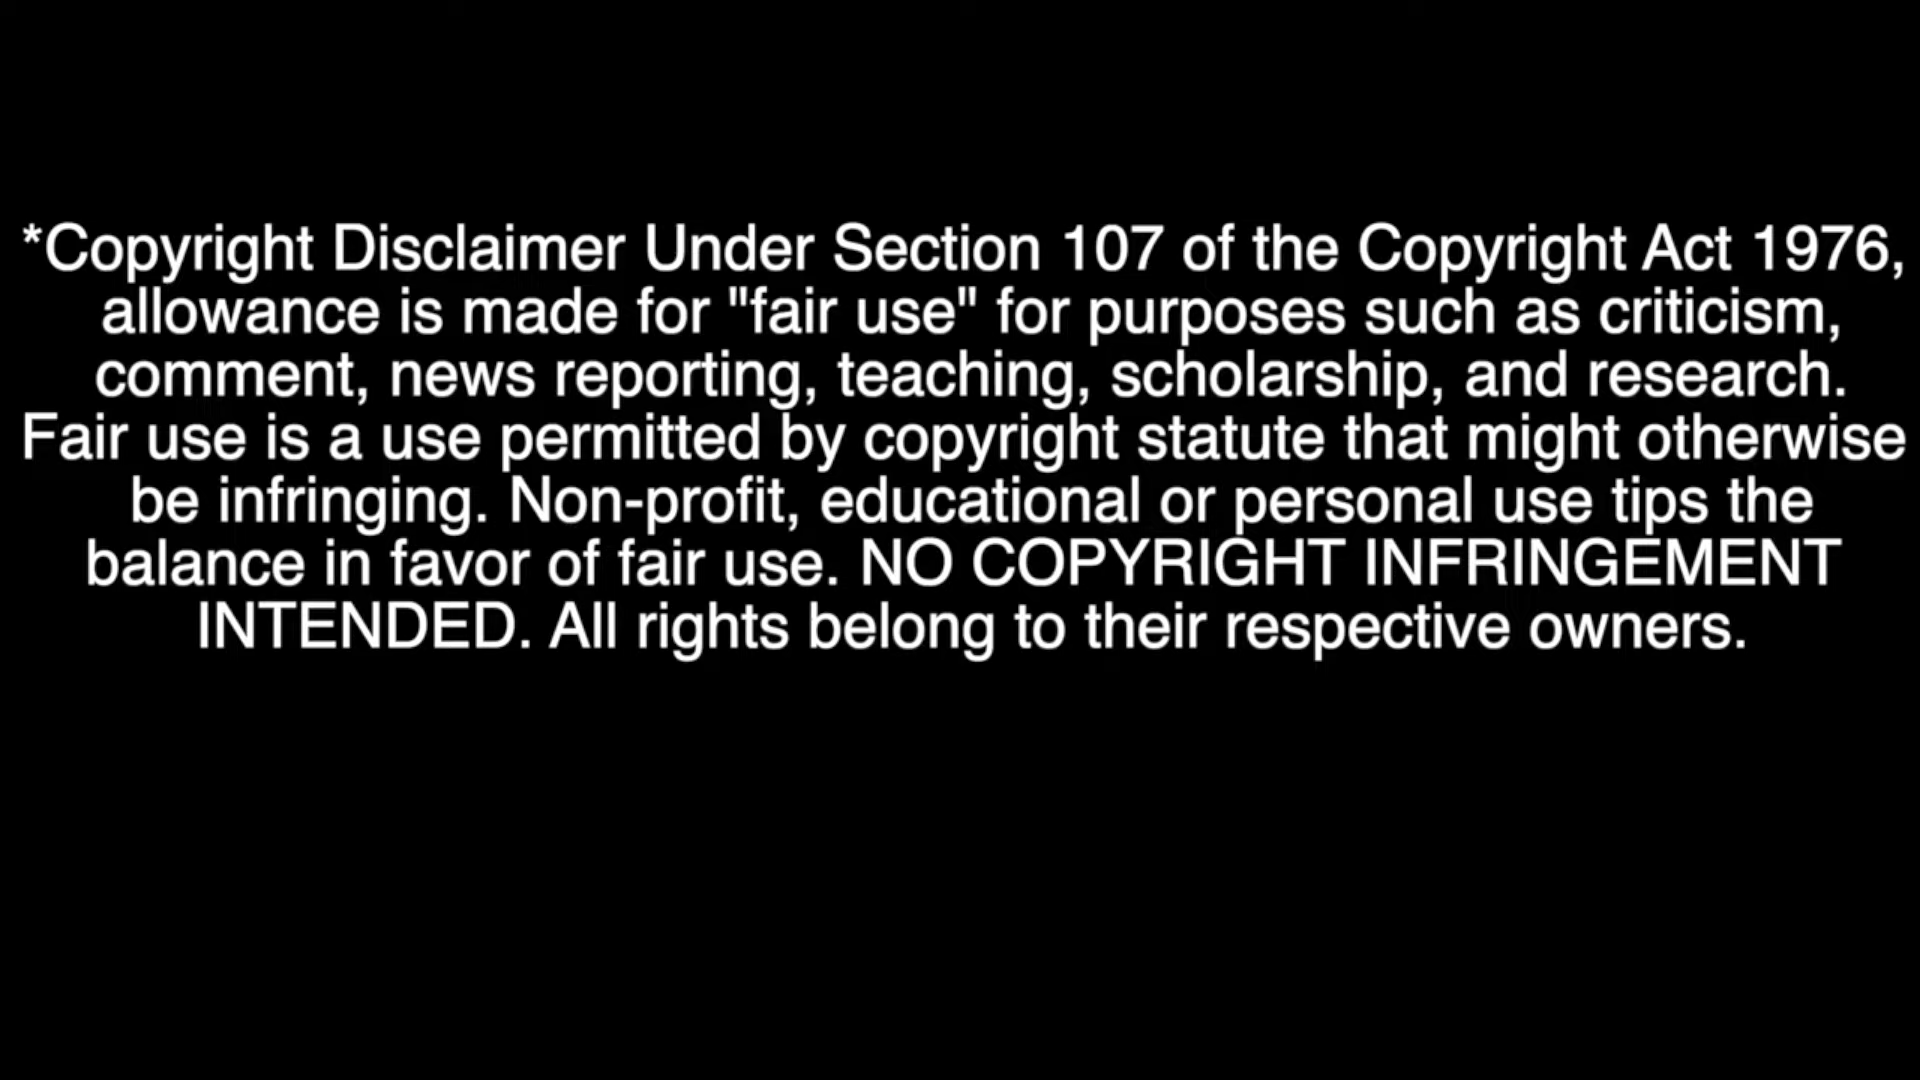 *Copyright Disclaimer Under Section 107 of the Copyright Act 1976,
allowance is made for "fair use" for purposes such as criticism,
comment, news reporting, teaching, scholarship, and research.
Fair use is a use permitted by copyright statute that might otherwise
be infringing. Non-profit, educational or personal use tips the
balance in favor of fair use. NO COPYRIGHT INFRINGEMENT
INTENDED. All rights belong to their respective owners.